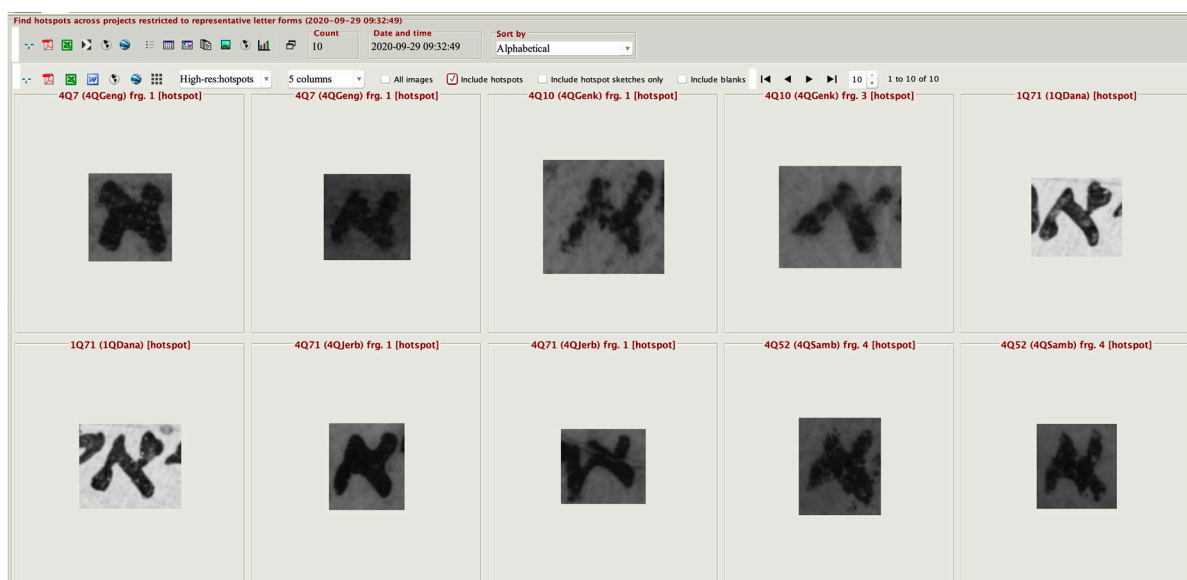 Find hotspots across projects restricted to representative letter forms (2020-09-29 09:32:49)
Count
10
Date and time
2020-09-29 09:32:49
Sort by
Alphabetical
High-res:hotspots
5 columns
All images
Include hotspots
Include hotspot sketches only
Include blanks
10
1 to 10 of 10
4Q7 (4QGeng) frg. 1 [hotspot]
4Q7 (4QGeng) frg. 1 [hotspot]
4Q10 (4QGenk) frg. 1 [hotspot]
4Q10 (4QGenk) frg. 3 [hotspot]
1Q71 (1QDana) [hotspot]
א
א
א
א
א
1Q71 (1QDana) [hotspot]
4Q71 (4QJerb) frg. 1 [hotspot]
4Q71 (4QJerb) frg. 1 [hotspot]
4Q52 (4QSamb) frg. 4 [hotspot]
4Q52 (4QSamb) frg. 4 [hotspot]
א
א
א
א
א